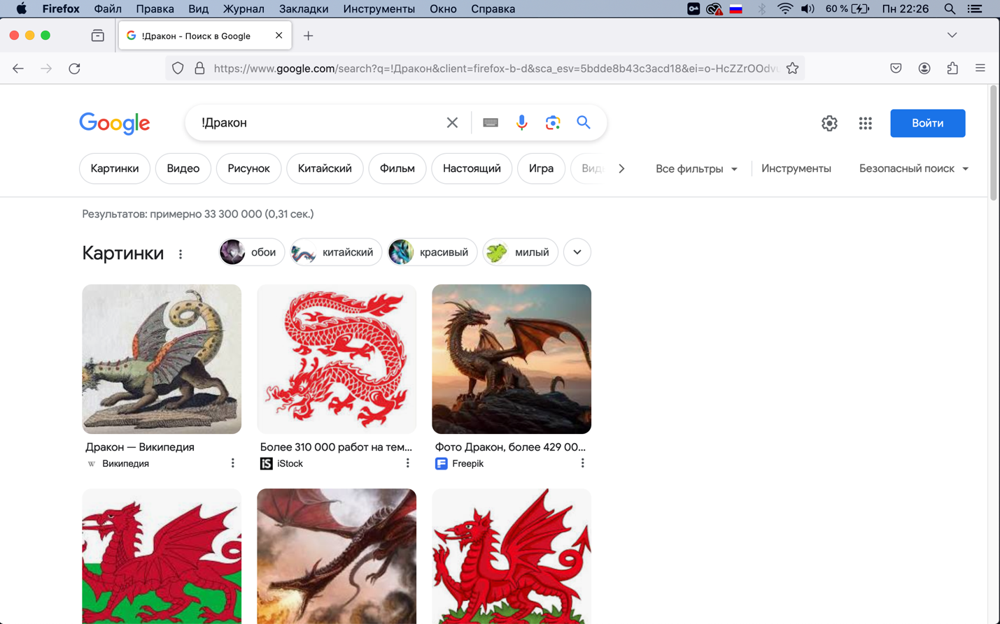 Firefox Файл Правка Вид Журнал Закладки Инструменты Окно Справка 60 % Пн 22:26
!Дракон - Поиск в Google
https://www.google.com/search?q=!Дракон&client=firefox-b-d&sca_esv=5bdde8b43c3acd18&ei=o-HcZZrOOdv
Google !Дракон Войти
Картинки Видео Рисунок Китайский Фильм Настоящий Игра Вид Все фильтры Инструменты Безопасный поиск
Результатов: примерно 33 300 000 (0,31 сек.)
Картинки обои китайский красивый милый
Дракон — Википедия
W Википедия
Более 310 000 работ на тем...
iS iStock
Фото Дракон, более 429 00...
Freepik